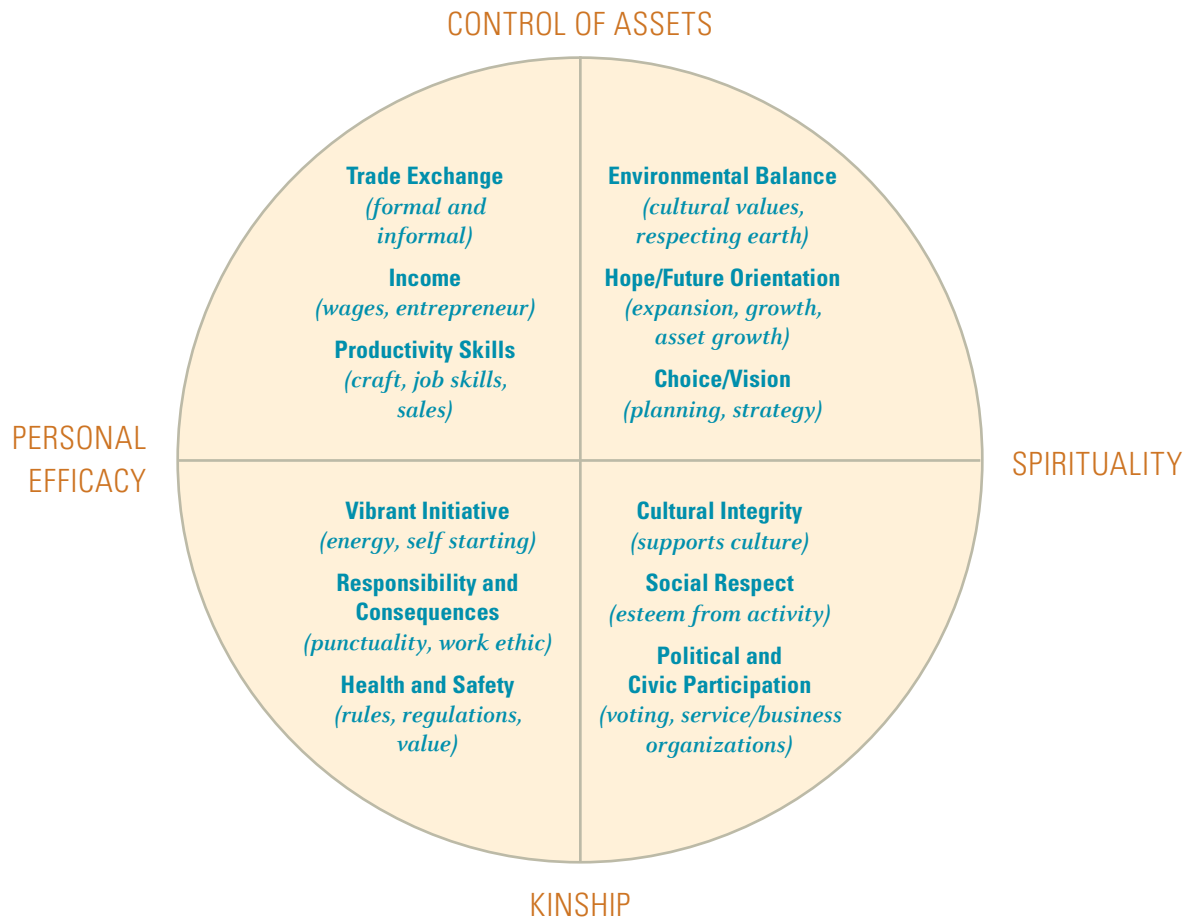 CONTROL OF ASSETS
Trade Exchange
(formal and
informal)
Income
(wages, entrepreneur)
Productivity Skills
(craft, job skills,
sales)
Environmental Balance
(cultural values,
respecting earth)
Hope/Future Orientation
(expansion, growth,
asset growth)
Choice/Vision
(planning, strategy)
PERSONAL
EFFICACY
SPIRITUALITY
Vibrant Initiative
(energy, self starting)
Responsibility and
Consequences
(punctuality, work ethic)
Health and Safety
(rules, regulations,
value)
Cultural Integrity
(supports culture)
Social Respect
(esteem from activity)
Political and
Civic Participation
(voting, service/business
organizations)
KINSHIP